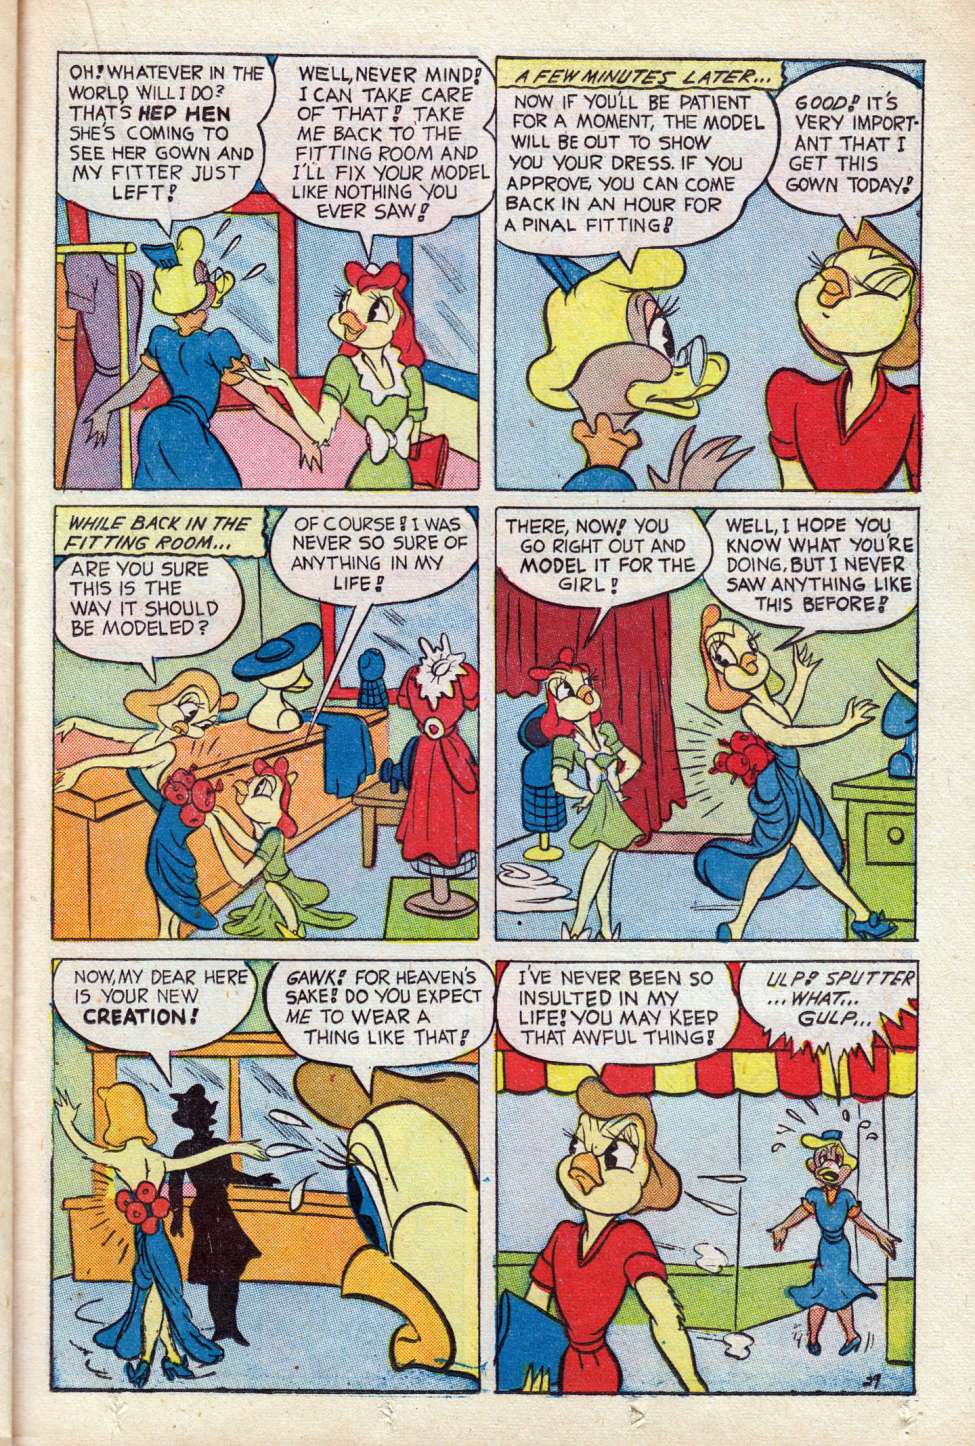 OH! WHATEVER IN THE
WORLD WILL I DO?
THAT'S HEP HEN
SHE'S COMING TO
SEE HER GOWN AND
MY FITTER JUST
LEFT!
WELL, NEVER MIND!
I CAN TAKE CARE
OF THAT! TAKE
ME BACK TO THE
FITTING ROOM AND
I'LL FIX YOUR MODEL
LIKE NOTHING YOU
EVER SAW!
A FEW MINUTES LATER...
NOW IF YOU'LL BE PATIENT
FOR A MOMENT, THE MODEL
WILL BE OUT TO SHOW
YOU YOUR DRESS. IF YOU
APPROVE, YOU CAN COME
BACK IN AN HOUR FOR
A PINAL FITTING!
GOOD! IT'S
VERY IMPORT-
ANT THAT I
GET THIS
GOWN TODAY!
WHILE BACK IN THE
FITTING ROOM...
ARE YOU SURE
THIS IS THE
WAY IT SHOULD
BE MODELED?
OF COURSE! I WAS
NEVER SO SURE OF
ANYTHING IN MY
LIFE!
THERE, NOW! YOU
GO RIGHT OUT AND
MODEL IT FOR THE
GIRL!
WELL, I HOPE YOU
KNOW WHAT YOU'RE
DOING, BUT I NEVER
SAW ANYTHING LIKE
THIS BEFORE!
NOW, MY DEAR HERE
IS YOUR NEW
CREATION!
GAWK! FOR HEAVEN'S
SAKE! DO YOU EXPECT
ME TO WEAR A
THING LIKE THAT!
I'VE NEVER BEEN SO
INSULTED IN MY
LIFE! YOU MAY KEEP
THAT AWFUL THING!
ULP! SPUTTER
...WHAT...
GULP...
29